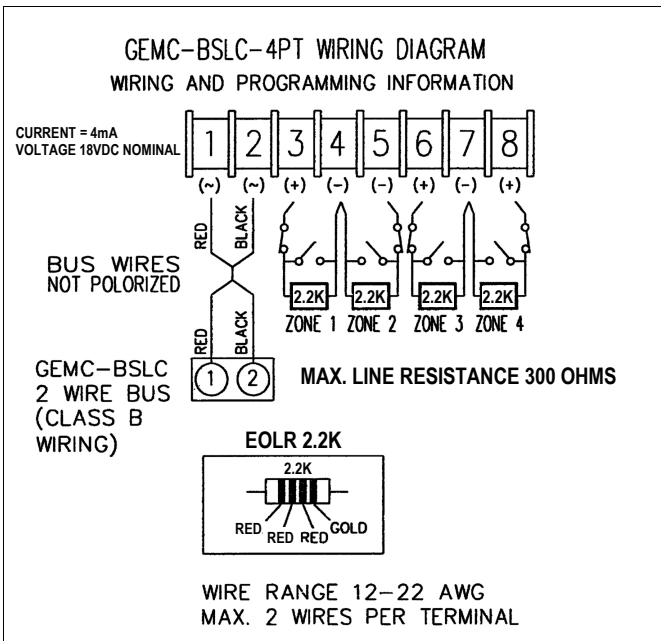 GEMC-BSLC-4PT WIRING DIAGRAM
WIRING AND PROGRAMMING INFORMATION
CURRENT = 4mA
VOLTAGE 18VDC NOMINAL
1 2 3 4 5 6 7 8
(~) (~) (+) (-) (-) (+) (-) (+)
RED BLACK
BUS WIRES
NOT POLORIZED
2.2K 2.2K 2.2K 2.2K
ZONE 1 ZONE 2 ZONE 3 ZONE 4
RED BLACK
GEMC-BSLC
2 WIRE BUS
(CLASS B
WIRING)
1 2
MAX. LINE RESISTANCE 300 OHMS
EOLR 2.2K
2.2K
RED RED RED GOLD
WIRE RANGE 12-22 AWG
MAX. 2 WIRES PER TERMINAL